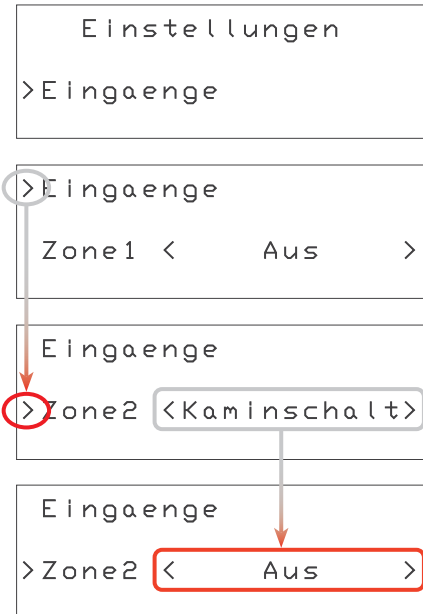 Einstellungen
>Eingaenge
>Eingaenge
Zone1 < Aus >
Eingaenge
>Zone2 <Kaminschalt>
Eingaenge
>Zone2 < Aus >